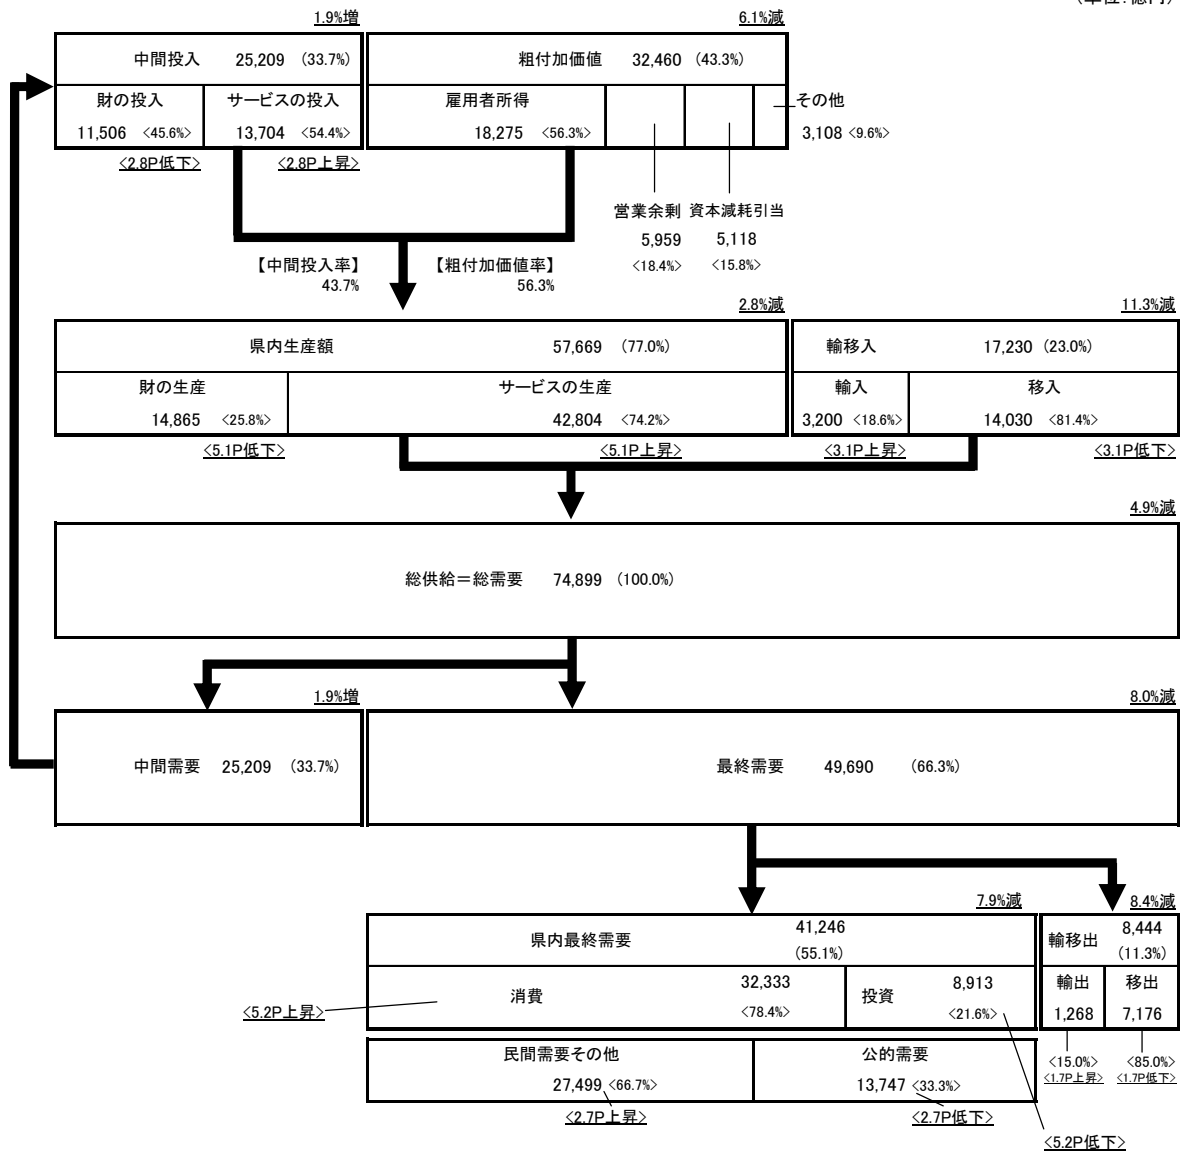 (単位:億円)
1.9%増 6.1%減
中間投入 25,209 (33.7%) 粗付加価値 32,460 (43.3%)
財の投入 サービスの投入 雇用者所得 その他
11,506 <45.6%> 13,704 <54.4%> 18,275 <56.3%> 3,108 <9.6%>
<2.8P低下> <2.8P上昇>
営業余剰 資本減耗引当
5,959 5,118
<18.4%> <15.8%>
【中間投入率】 【粗付加価値率】
43.7% 56.3%
2.8%減 11.3%減
県内生産額 57,669 (77.0%) 輸移入 17,230 (23.0%)
財の生産 サービスの生産 輸入 移入
14,865 <25.8%> 42,804 <74.2%> 3,200 <18.6%> 14,030 <81.4%>
<5.1P低下> <5.1P上昇> <3.1P上昇> <3.1P低下>
4.9%減
総供給=総需要 74,899 (100.0%)
1.9%増 8.0%減
中間需要 25,209 (33.7%) 最終需要 49,690 (66.3%)
7.9%減 8.4%減
県内最終需要 41,246 輸移出 8,444
(55.1%) (11.3%)
消費 32,333 投資 8,913 輸出 移出
<5.2P上昇> <78.4%> <21.6%> 1,268 7,176
民間需要その他 公的需要 <15.0%> <85.0%>
27,499 <66.7%> 13,747 <33.3%> <1.7P上昇> <1.7P低下>
<2.7P上昇> <2.7P低下>
<5.2P低下>